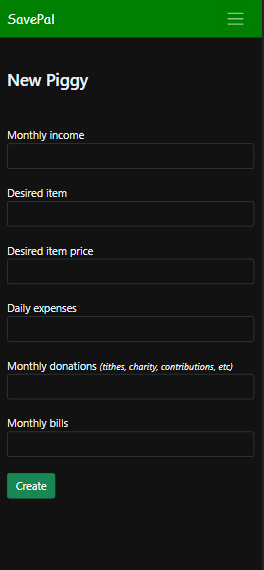 SavePal
New Piggy
Monthly income
Desired item
Desired item price
Daily expenses
Monthly donations (tithes, charity, contributions, etc)
Monthly bills
Create